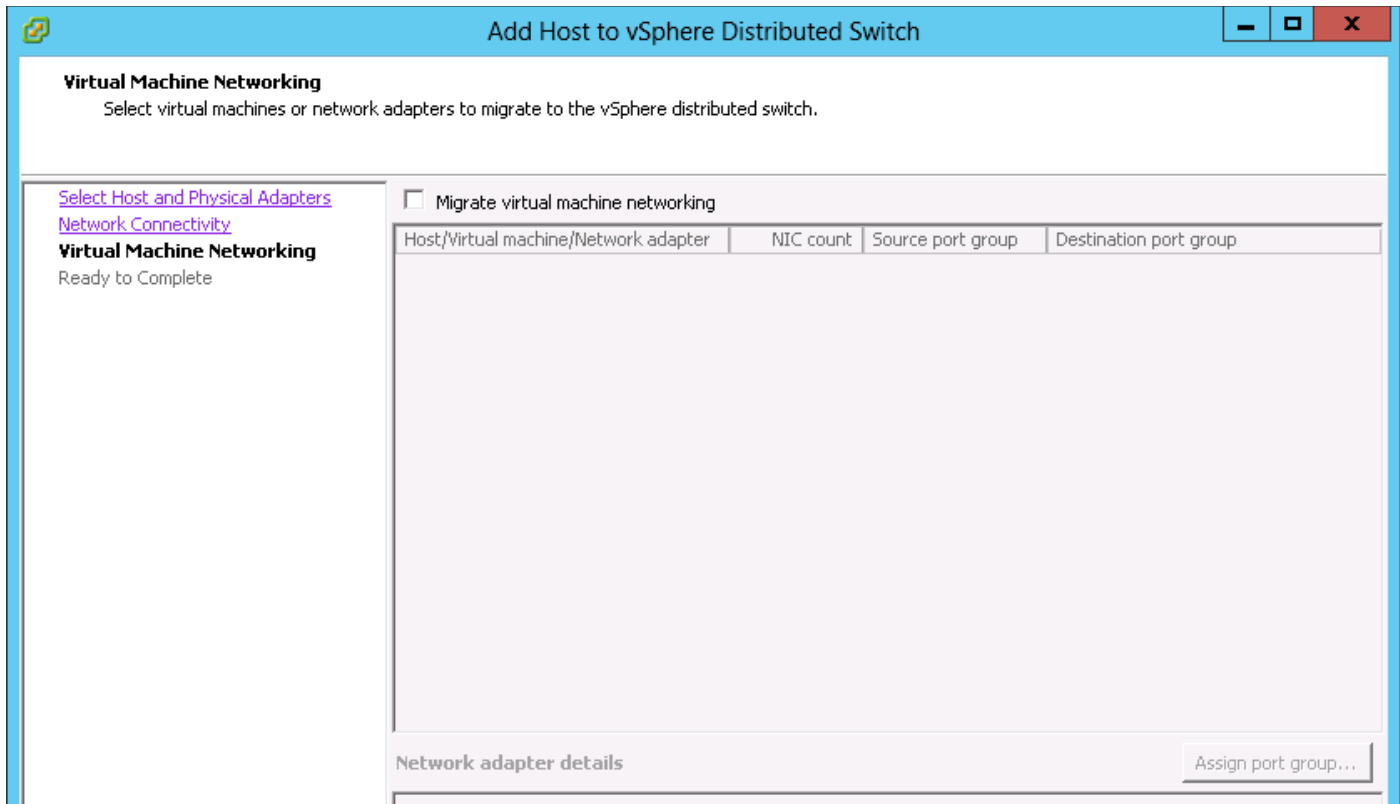 Add Host to vSphere Distributed Switch
Virtual Machine Networking
Select virtual machines or network adapters to migrate to the vSphere distributed switch.
Select Host and Physical Adapters
Network Connectivity
Virtual Machine Networking
Ready to Complete
Migrate virtual machine networking
Host/Virtual machine/Network adapter NIC count Source port group Destination port group
Network adapter details
Assign port group...